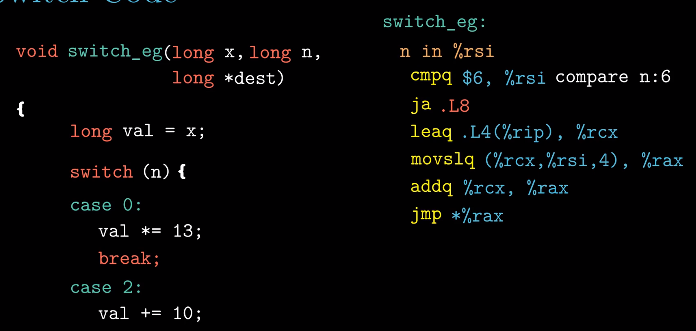 switch Code
void switch_eg(long x, long n,
long *dest)
{
long val = x;
switch (n) {
case 0:
val *= 13;
break;
case 2:
val += 10;
switch_eg:
n in %rsi
cmpq $6, %rsi compare n:6
ja .L8
leaq .L4(%rip), %rcx
movslq (%rcx,%rsi,4), %rax
addq %rcx, %rax
jmp *%rax